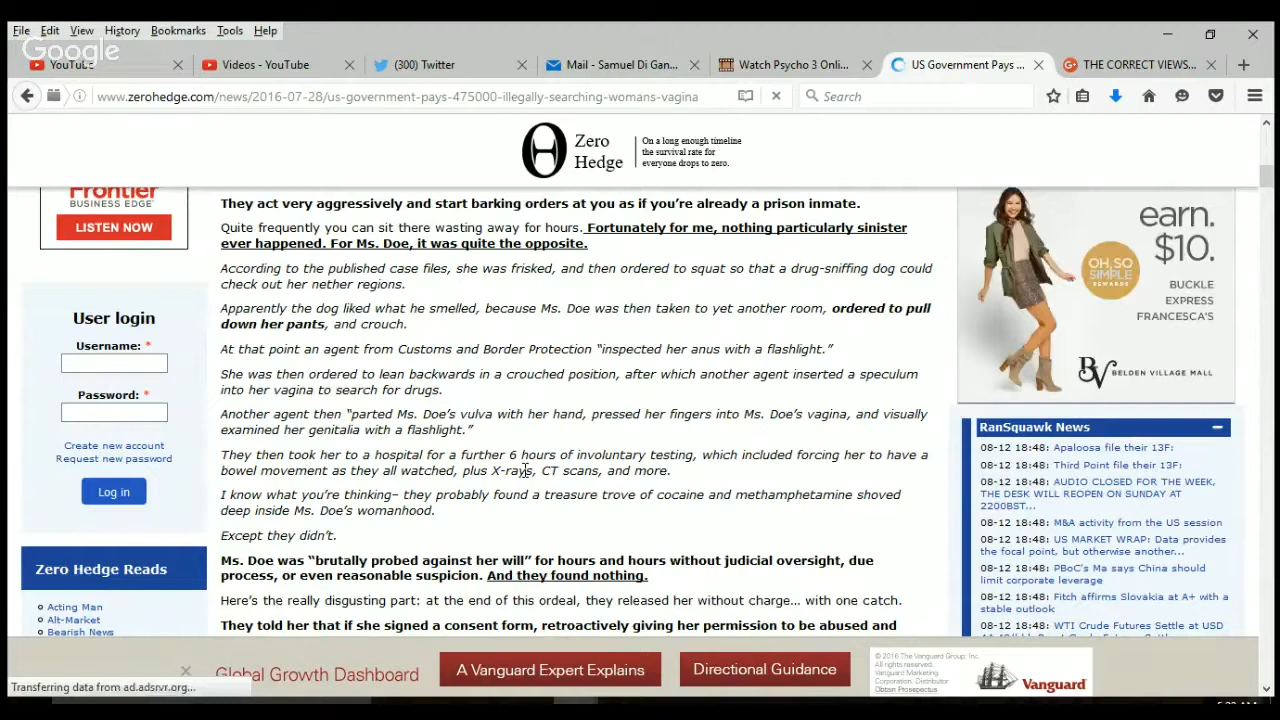 File Edit View History Bookmarks Tools Help
Google
YouTube
Videos - YouTube
(300) Twitter
Mail - Samuel Di Gan...
Watch Psycho 3 Onlin...
US Government Pays ...
THE CORRECT VIEWS...
www.zerohedge.com/news/2016-07-28/us-government-pays-475000-illegally-searching-womans-vagina
Search
Zero
Hedge
On a long enough timeline
the survival rate for
everyone drops to zero.
Frontier
BUSINESS EDGE
LISTEN NOW
User login
Username: *
Password: *
Create new account
Request new password
Log in
Zero Hedge Reads
Acting Man
Alt-Market
Bearish News
They act very aggressively and start barking orders at you as if you're already a prison inmate.
Quite frequently you can sit there wasting away for hours. Fortunately for me, nothing particularly sinister
ever happened. For Ms. Doe, it was quite the opposite.
According to the published case files, she was frisked, and then ordered to squat so that a drug-sniffing dog could
check out her nether regions.
Apparently the dog liked what he smelled, because Ms. Doe was then taken to yet another room, ordered to pull
down her pants, and crouch.
At that point an agent from Customs and Border Protection “inspected her anus with a flashlight.”
She was then ordered to lean backwards in a crouched position, after which another agent inserted a speculum
into her vagina to search for drugs.
Another agent then “parted Ms. Doe’s vulva with her hand, pressed her fingers into Ms. Doe’s vagina, and visually
examined her genitalia with a flashlight.”
They then took her to a hospital for a further 6 hours of involuntary testing, which included forcing her to have a
bowel movement as they all watched, plus X-rays, CT scans, and more.
I know what you’re thinking– they probably found a treasure trove of cocaine and methamphetamine shoved
deep inside Ms. Doe’s womanhood.
Except they didn’t.
Ms. Doe was “brutally probed against her will” for hours and hours without judicial oversight, due
process, or even reasonable suspicion. And they found nothing.
Here’s the really disgusting part: at the end of this ordeal, they released her without charge… with one catch.
They told her that if she signed a consent form, retroactively giving her permission to be abused and
earn.
$10.
OH, SO
SIMPLE
REWARDS
BUCKLE
EXPRESS
FRANCESCA'S
BV BELDEN VILLAGE MALL
RanSquawk News
08-12 18:48: Apaloosa file their 13F:
08-12 18:48: Third Point file their 13F:
08-12 18:48: AUDIO CLOSED FOR THE WEEK,
THE DESK WILL REOPEN ON SUNDAY AT
2200BST...
08-12 18:48: M&A activity from the US session
08-12 18:48: US MARKET WRAP: Data provides
the focal point, but otherwise another...
08-12 18:48: PBoC's Ma says China should
limit corporate leverage
08-12 18:48: Fitch affirms Slovakia at A+ with a
stable outlook
08-12 18:48: WTI Crude Futures Settle at USD
Global Growth Dashboard
A Vanguard Expert Explains
Directional Guidance
© 2016 The Vanguard Group, Inc.
All rights reserved.
Vanguard Marketing
Corporation, Distributor
Obtain Prospectus
Vanguard
Transferring data from ad.adsrvr.org...